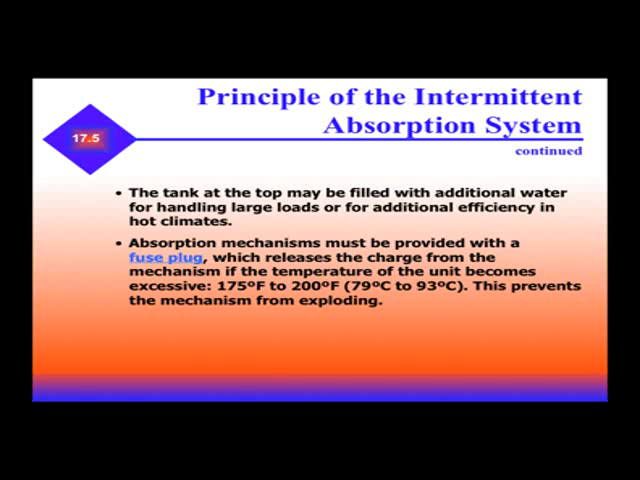 Principle of the Intermittent
Absorption System
17.5
continued
• The tank at the top may be filled with additional water
for handling large loads or for additional efficiency in
hot climates.
• Absorption mechanisms must be provided with a
fuse plug, which releases the charge from the
mechanism if the temperature of the unit becomes
excessive: 175ºF to 200ºF (79ºC to 93ºC). This prevents
the mechanism from exploding.